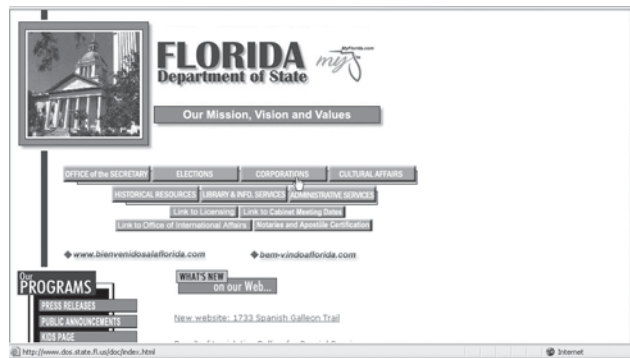 FLORIDA
Department of State
MyFlorida.com
my
Our Mission, Vision and Values
OFFICE of the SECRETARY ELECTIONS CORPORATIONS CULTURAL AFFAIRS
HISTORICAL RESOURCES LIBRARY & INFO. SERVICES ADMINISTRATIVE SERVICES
Link to Licensing Link to Cabinet Meeting Dates
Link to Office of International Affairs Notaries and Apostille Certification
www.bienvenidosalaflorida.com bem-vindoaflorida.com
Our
PROGRAMS
PRESS RELEASES
PUBLIC ANNOUNCEMENTS
KIDS PAGE
WHAT'S NEW
on our Web...
New website: 1733 Spanish Galleon Trail
http://www.dos.state.fl.us/doc/index.html Internet